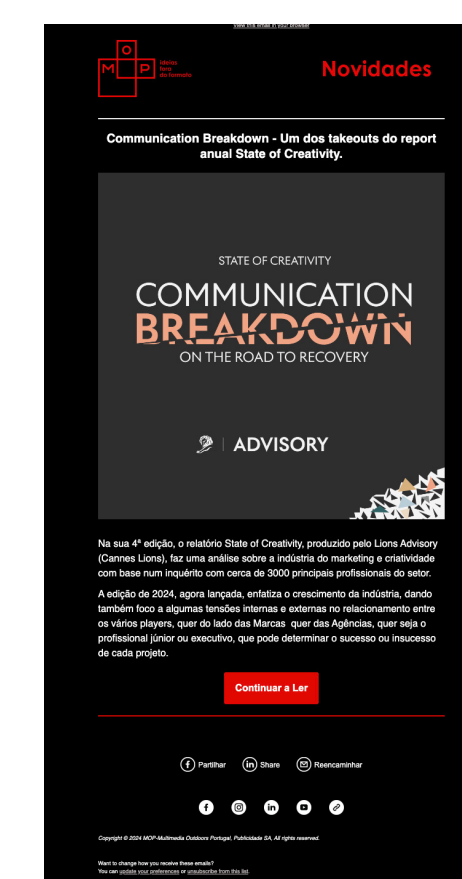 View this email in your browser
M O P
Ideias
fora
do formato
Novidades
Communication Breakdown - Um dos takeouts do report
anual State of Creativity.
STATE OF CREATIVITY
COMMUNICATION
BREAKDOWN
ON THE ROAD TO RECOVERY
ADVISORY
Na sua 4ª edição, o relatório State of Creativity, produzido pelo Lions Advisory
(Cannes Lions), faz uma análise sobre a indústria do marketing e criatividade
com base num inquérito com cerca de 3000 principais profissionais do setor.
A edição de 2024, agora lançada, enfatiza o crescimento da indústria, dando
também foco a algumas tensões internas e externas no relacionamento entre
os vários players, quer do lado das Marcas  quer das Agências, quer seja o
profissional júnior ou executivo, que pode determinar o sucesso ou insucesso
de cada projeto.
Continuar a Ler
Partilhar Share Reencaminhar
Copyright © 2024 MOP-Multimedia Outdoors Portugal, Publicidade SA, All rights reserved.
Want to change how you receive these emails?
You can update your preferences or unsubscribe from this list.